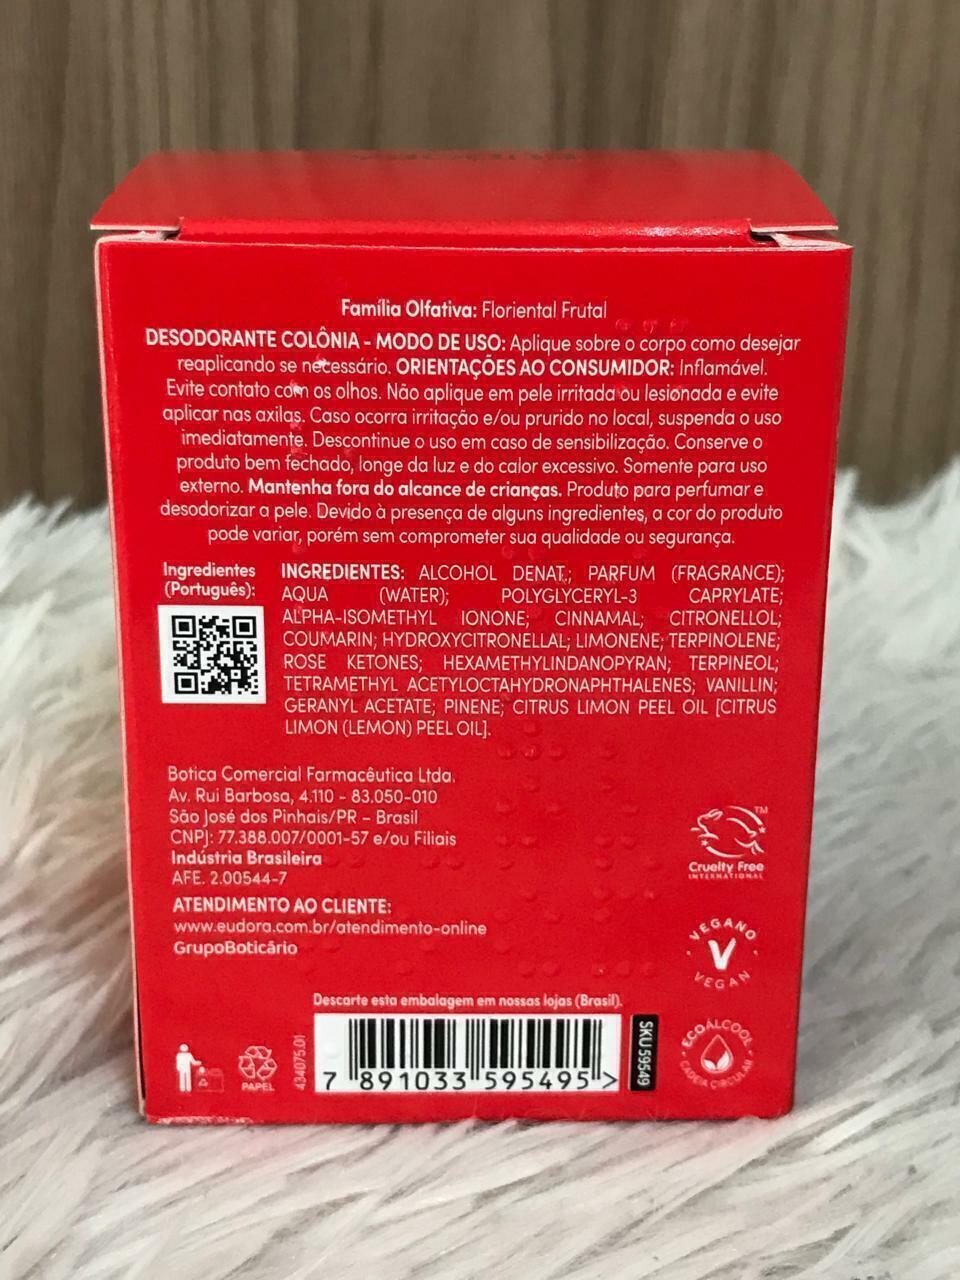 Família Olfativa: Floriental Frutal
DESODORANTE COLÔNIA - MODO DE USO: Aplique sobre o corpo como desejar
reaplicando se necessário. ORIENTAÇÕES AO CONSUMIDOR: Inflamável.
Evite contato com os olhos. Não aplique em pele irritada ou lesionada e evite
aplicar nas axilas. Caso ocorra irritação e/ou prurido no local, suspenda o uso
imediatamente. Descontinue o uso em caso de sensibilização. Conserve o
produto bem fechado, longe da luz e do calor excessivo. Somente para uso
externo. Mantenha fora do alcance de crianças. Produto para perfumar e
desodorizar a pele. Devido à presença de alguns ingredientes, a cor do produto
pode variar, porém sem comprometer sua qualidade ou segurança.
Ingredientes
(Português):
INGREDIENTES: ALCOHOL DENAT.; PARFUM (FRAGRANCE);
AQUA (WATER); POLYGLYCERYL-3 CAPRYLATE;
ALPHA-ISOMETHYL IONONE; CINNAMAL; CITRONELLOL;
COUMARIN; HYDROXYCITRONELLAL; LIMONENE; TERPINOLENE;
ROSE KETONES; HEXAMETHYLINDANOPYRAN; TERPINEOL;
TETRAMETHYL ACETYLOCTAHYDRONAPHTHALENES; VANILLIN;
GERANYL ACETATE; PINENE; CITRUS LIMON PEEL OIL [CITRUS
LIMON (LEMON) PEEL OIL].
Botica Comercial Farmacêutica Ltda.
Av. Rui Barbosa, 4.110 - 83.050-010
São José dos Pinhais/PR - Brasil
CNPJ: 77.388.007/0001-57 e/ou Filiais
Indústria Brasileira
AFE. 2.00544-7
ATENDIMENTO AO CLIENTE:
www.eudora.com.br/atendimento-online
GrupoBoticário
TM
Cruelty Free
INTERNATIONAL
VEGANO
V
VEGAN
Descarte esta embalagem em nossas lojas (Brasil).
PAPEL
434075.01
7 891033 595495 >
SKU 59549
ECOÁLCOOL
CADEIA CIRCULAR